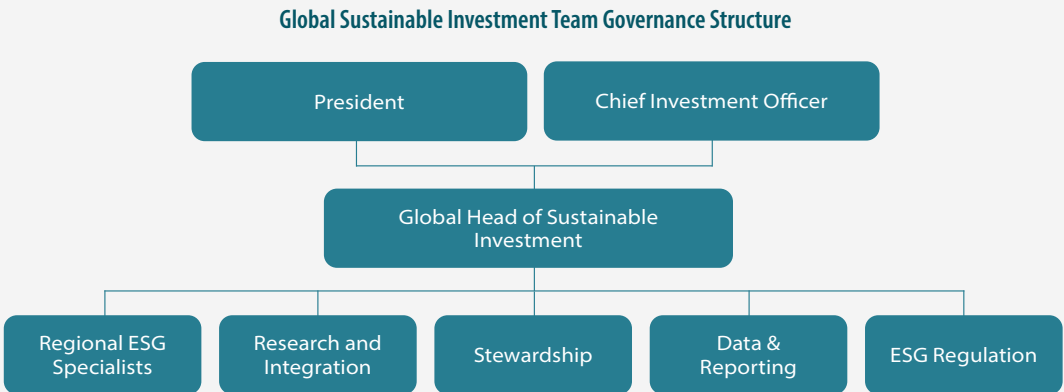 Global Sustainable Investment Team Governance Structure
President
Chief Investment Officer
Global Head of Sustainable
Investment
Regional ESG
Specialists
Research and
Integration
Stewardship
Data &
Reporting
ESG Regulation